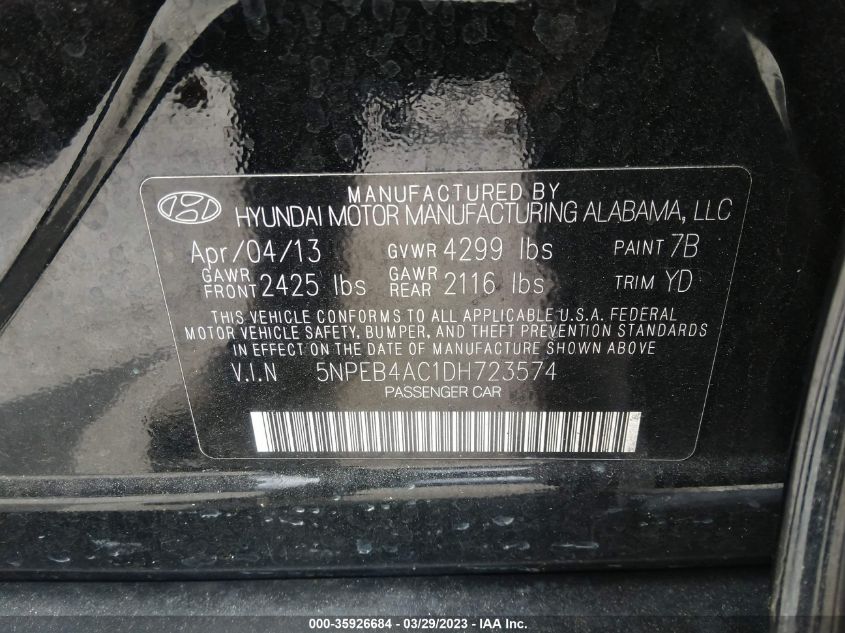 MANUFACTURED BY
HYUNDAI MOTOR MANUFACTURING ALABAMA, LLC
Apr/04/13 GVWR 4299 lbs PAINT 7B
GAWR FRONT 2425 lbs GAWR REAR 2116 lbs TRIM YD
THIS VEHICLE CONFORMS TO ALL APPLICABLE U.S.A. FEDERAL
MOTOR VEHICLE SAFETY, BUMPER, AND THEFT PREVENTION STANDARDS
IN EFFECT ON THE DATE OF MANUFACTURE SHOWN ABOVE
V.I.N 5NPEB4AC1DH723574
PASSENGER CAR
000-35926684 - 03/29/2023 - IAA Inc.